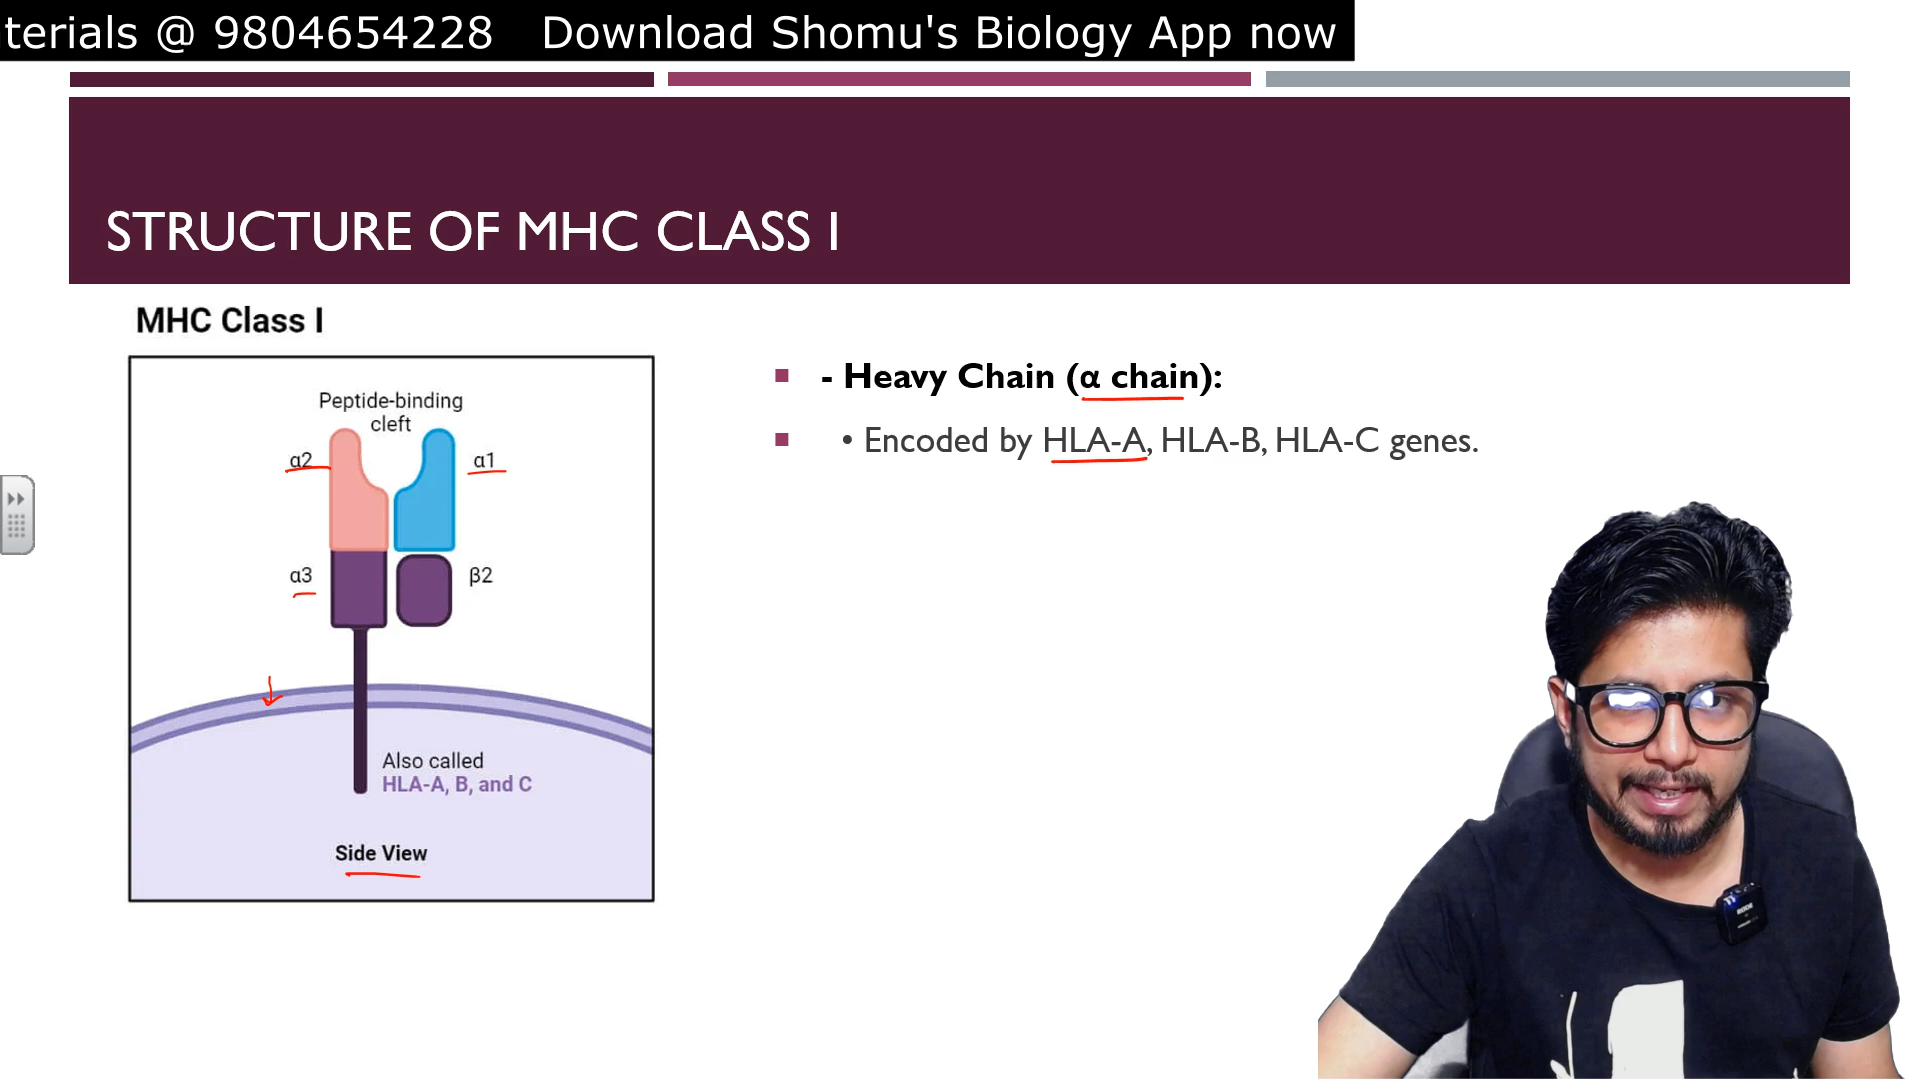 terials @ 9804654228 Download Shomu's Biology App now
STRUCTURE OF MHC CLASS I
MHC Class I
Peptide-binding
cleft
α2
α1
α3
β2
Also called
HLA-A, B, and C
Side View
- Heavy Chain (α chain):
• Encoded by HLA-A, HLA-B, HLA-C genes.
RODE